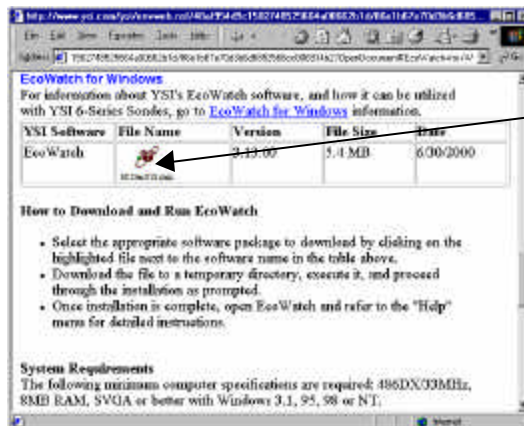 EcoWatch for Windows
For information about YSI's EcoWatch software, and how it can be utilized
with YSI 6-Series Sondes, go to EcoWatch for Windows information.
YSI Software File Name Version File Size Date
EcoWatch 3.13.00 5.4 MB 6/30/2000
How to Download and Run EcoWatch
• Select the appropriate software package to download by clicking on the
highlighted file next to the software name in the table above.
• Download the file to a temporary directory, execute it, and proceed
through the installation as prompted.
• Once installation is complete, open EcoWatch and refer to the "Help"
menu for detailed instructions.
System Requirements
The following minimum computer specifications are required: 486DX/33MHz,
8MB RAM, SVGA or better with Windows 3.1, 95, 98 or NT.
Internet